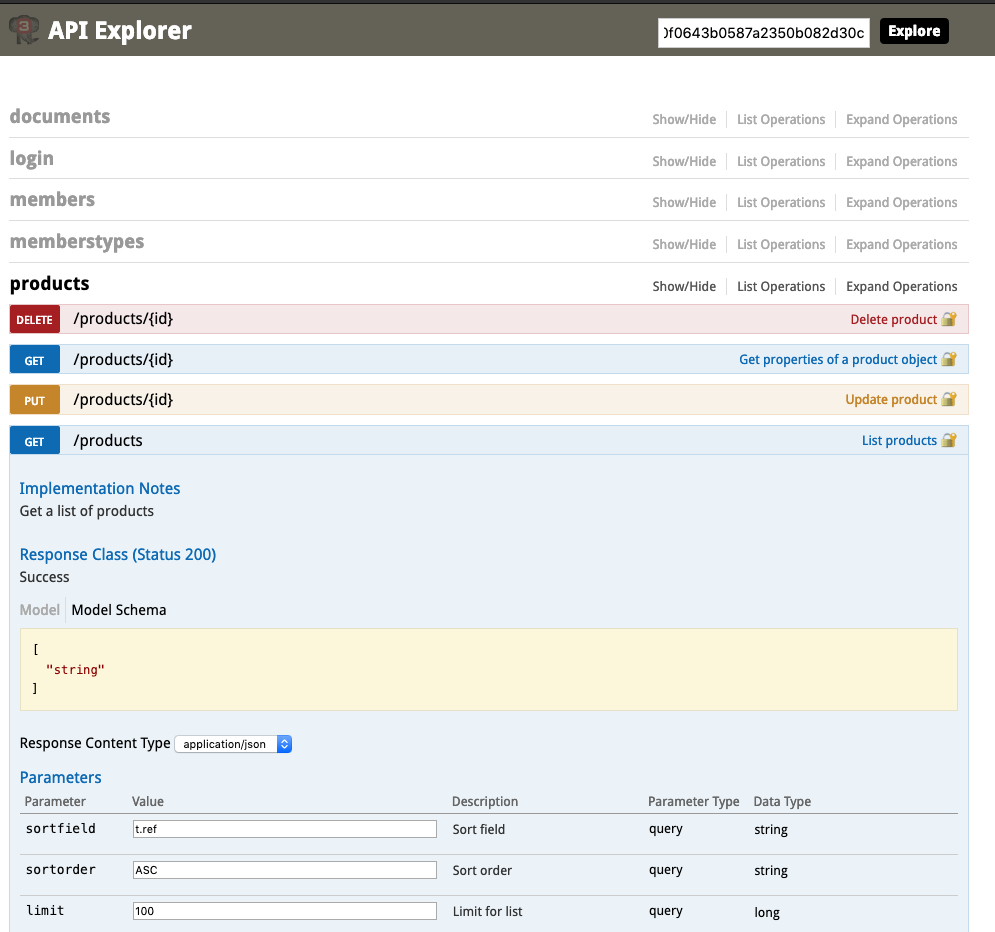 3 API Explorer 0f0643b0587a2350b082d30c Explore
documents Show/Hide List Operations Expand Operations
login Show/Hide List Operations Expand Operations
members Show/Hide List Operations Expand Operations
memberstypes Show/Hide List Operations Expand Operations
products Show/Hide List Operations Expand Operations
DELETE /products/{id} Delete product
GET /products/{id} Get properties of a product object
PUT /products/{id} Update product
GET /products List products
Implementation Notes
Get a list of products
Response Class (Status 200)
Success
Model Model Schema
[
"string"
]
Response Content Type application/json
Parameters
Parameter Value Description Parameter Type Data Type
sortfield t.ref Sort field query string
sortorder ASC Sort order query string
limit 100 Limit for list query long